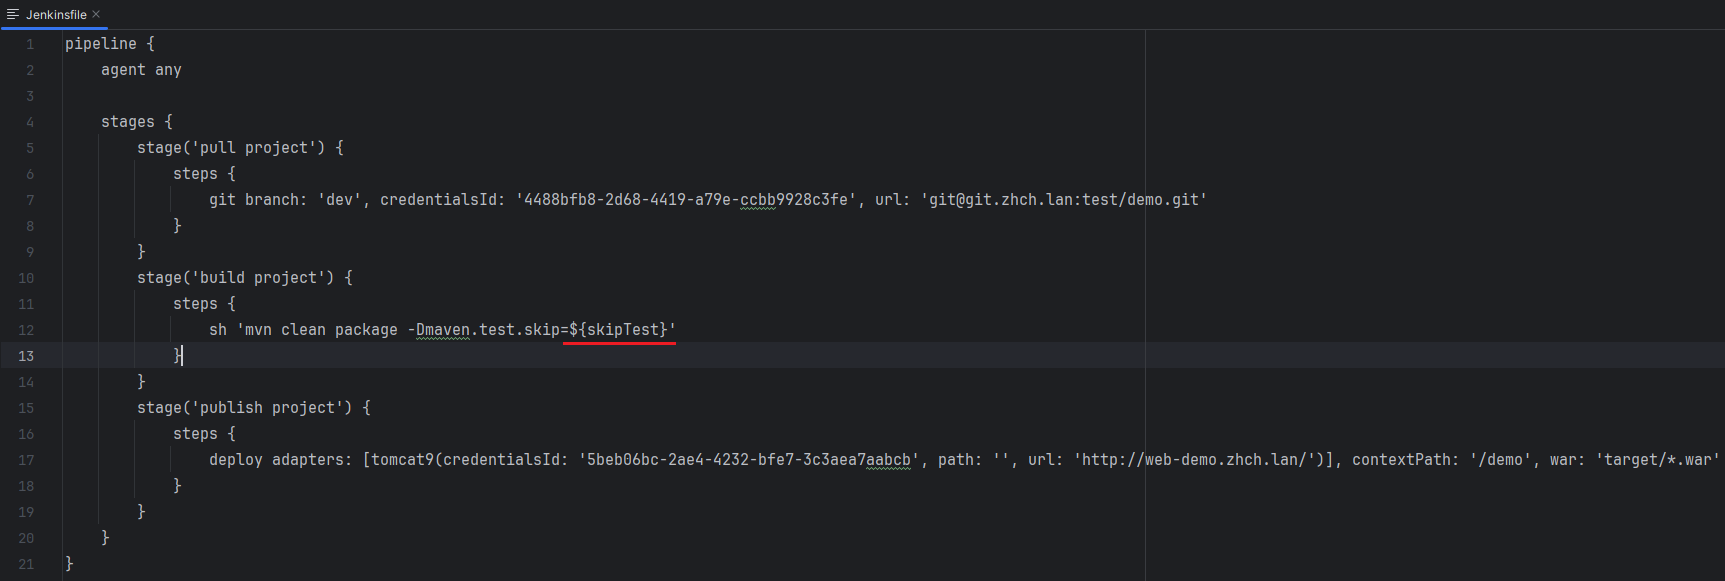 Jenkinsfile
1 pipeline {
2 agent any
3
4 stages {
5 stage('pull project') {
6 steps {
7 git branch: 'dev', credentialsId: '4488bfb8-2d68-4419-a79e-ccbb9928c3fe', url: 'git@git.zhch.lan:test/demo.git'
8 }
9 }
10 stage('build project') {
11 steps {
12 sh 'mvn clean package -Dmaven.test.skip=${skipTest}'
13 }
14 }
15 stage('publish project') {
16 steps {
17 deploy adapters: [tomcat9(credentialsId: '5beb06bc-2ae4-4232-bfe7-3c3aea7aabcb', path: '', url: 'http://web-demo.zhch.lan/')], contextPath: '/demo', war: 'target/*.war'
18 }
19 }
20 }
21 }